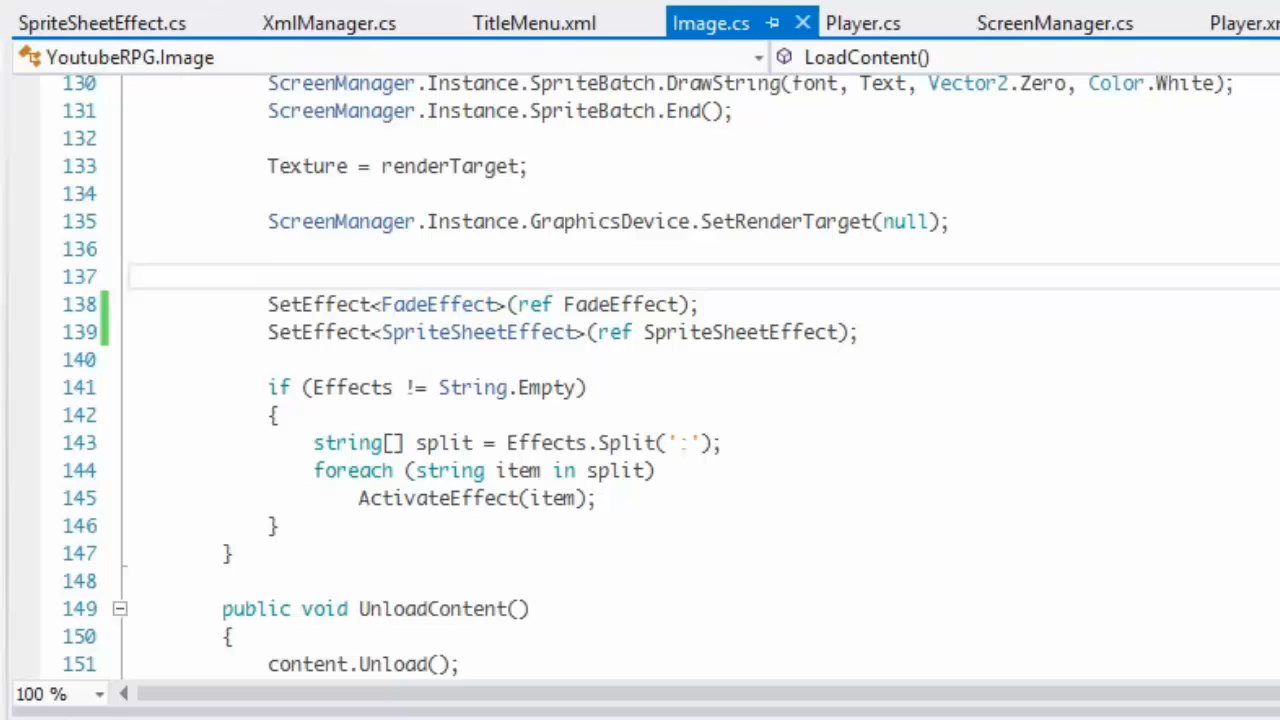 SpriteSheetEffect.cs XmlManager.cs TitleMenu.xml Image.cs Player.cs ScreenManager.cs
YoutubeRPG.Image LoadContent()
130 ScreenManager.Instance.SpriteBatch.DrawString(font, Text, Vector2.Zero, Color.White);
131 ScreenManager.Instance.SpriteBatch.End();
132
133 Texture = renderTarget;
134
135 ScreenManager.Instance.GraphicsDevice.SetRenderTarget(null);
136
137
138 SetEffect<FadeEffect>(ref FadeEffect);
139 SetEffect<SpriteSheetEffect>(ref SpriteSheetEffect);
140
141 if (Effects != String.Empty)
142 {
143 string[] split = Effects.Split(':');
144 foreach (string item in split)
145 ActivateEffect(item);
146 }
147 }
148
149 public void UnloadContent()
150 {
151 content.Unload();
100 %